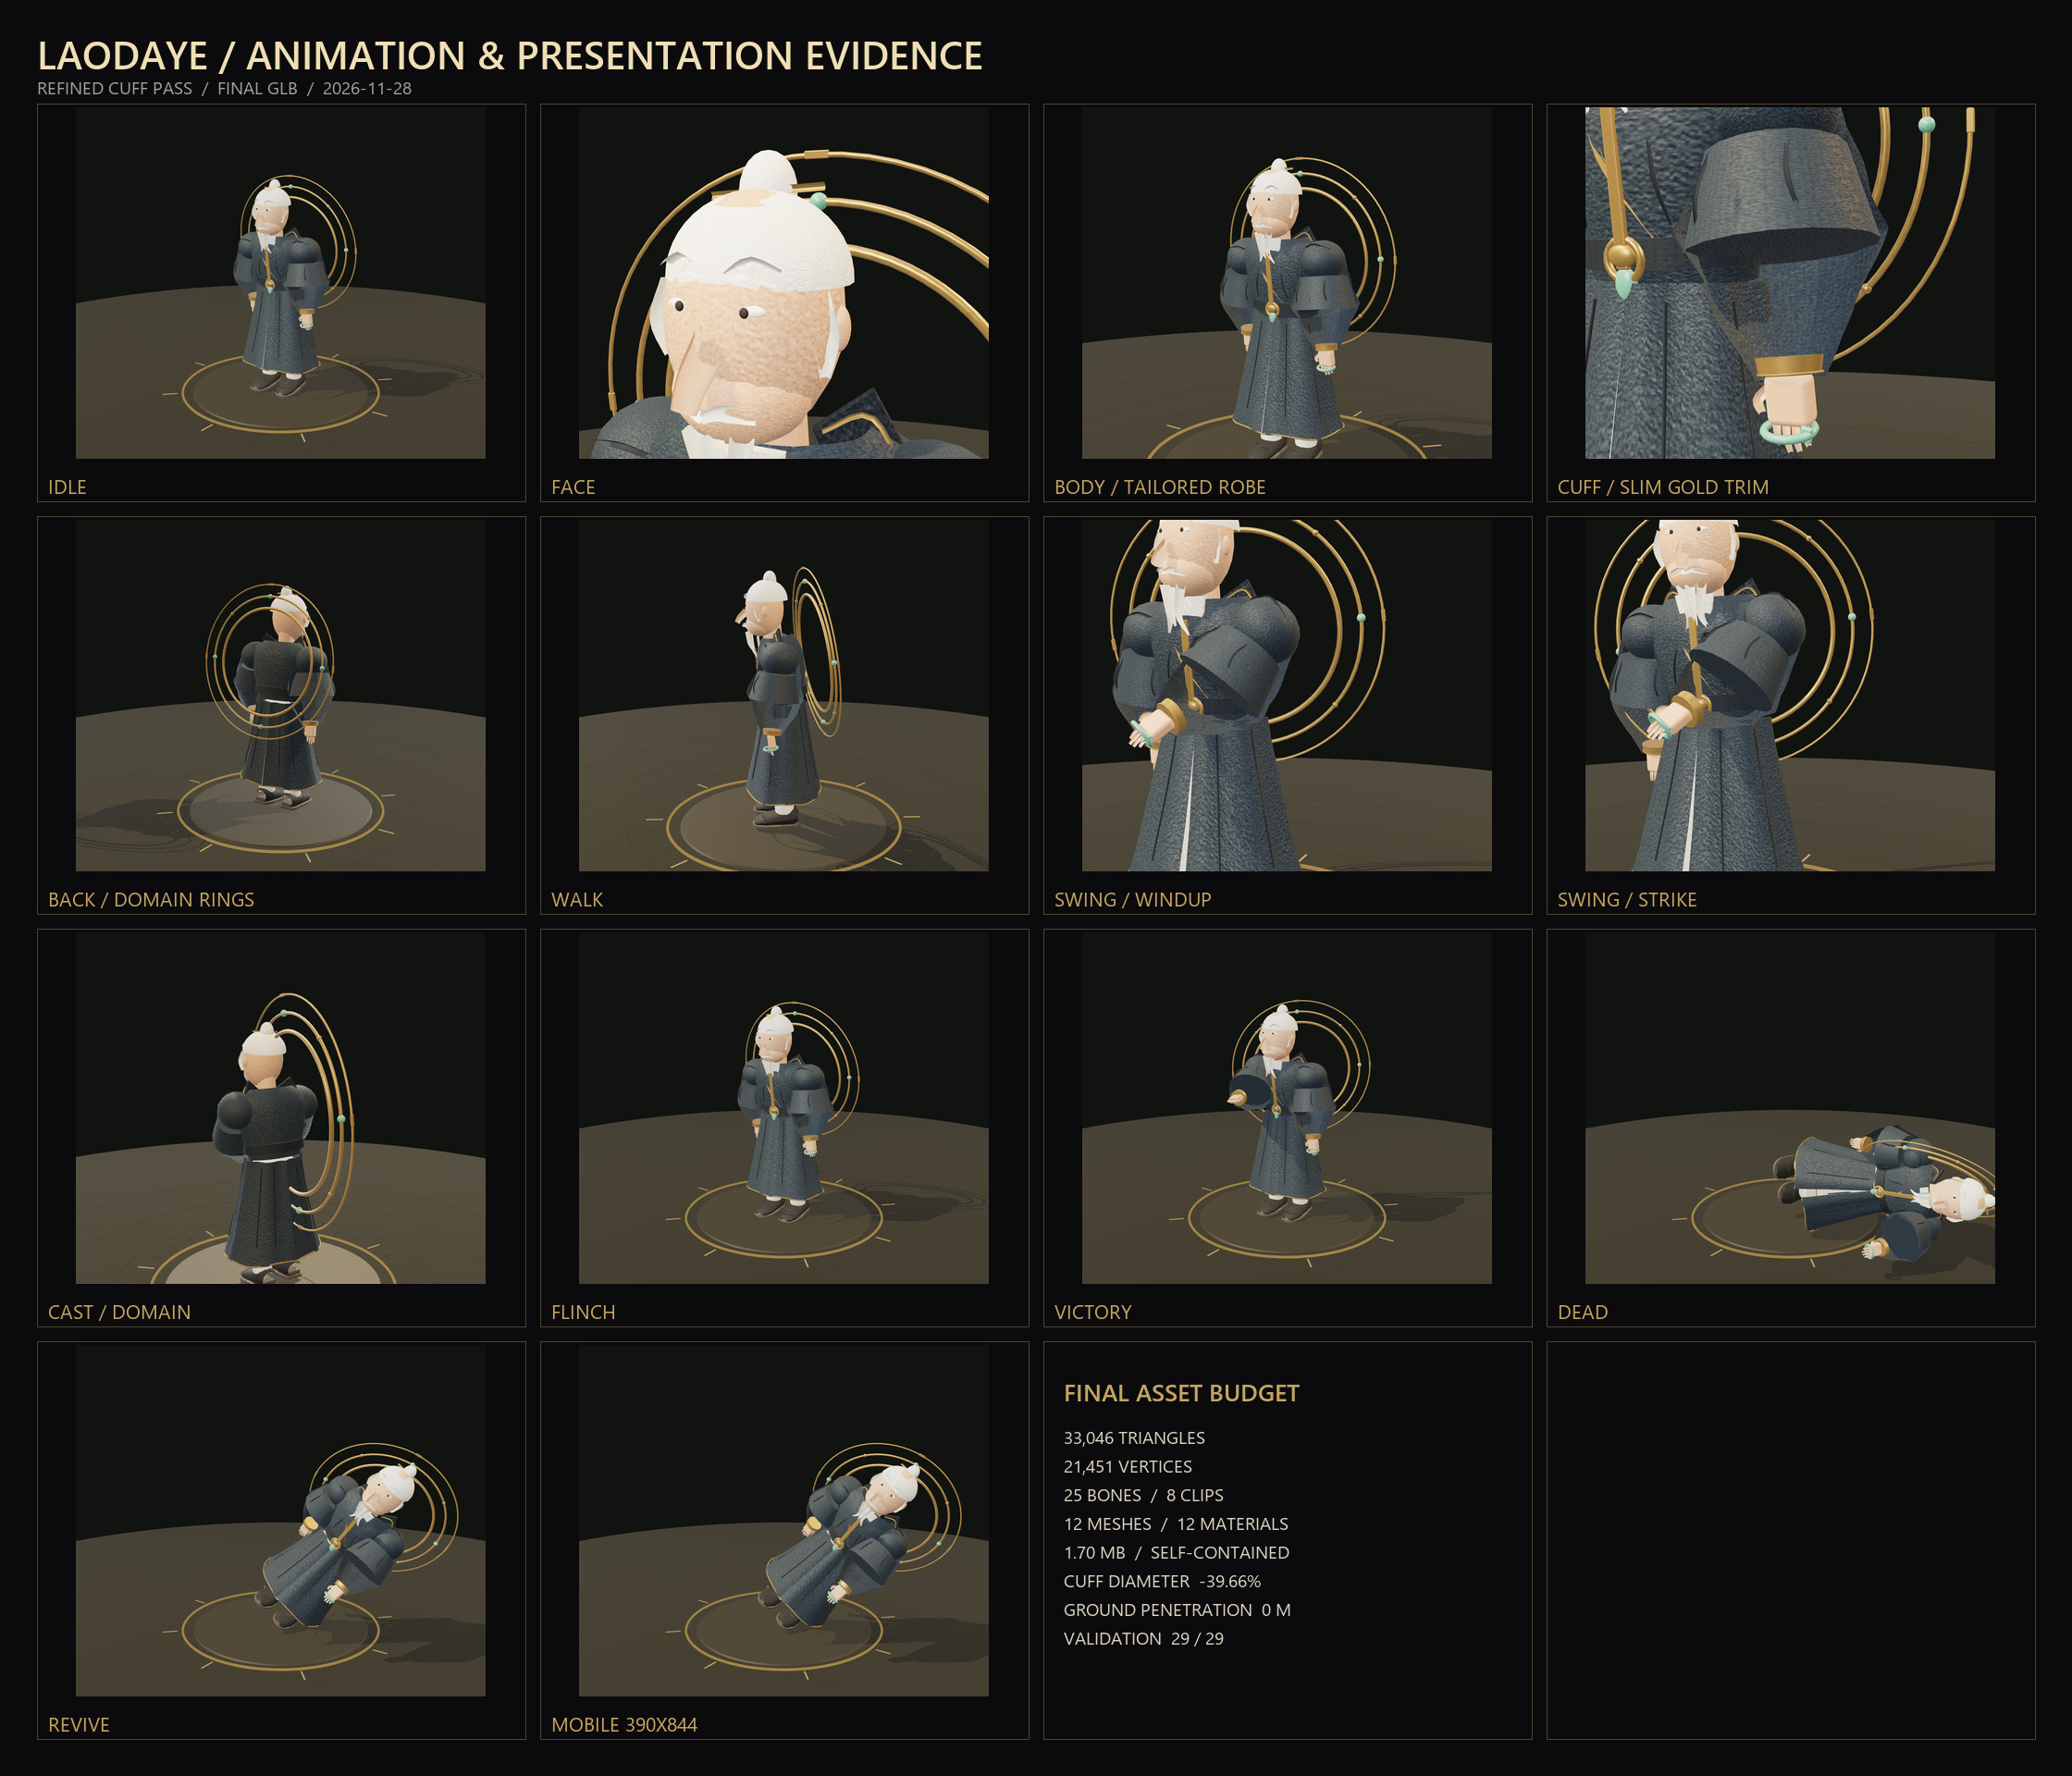 LAODAYE / ANIMATION & PRESENTATION EVIDENCE
REFINED CUFF PASS / FINAL GLB / 2026-11-28
IDLE
FACE
BODY / TAILORED ROBE
CUFF / SLIM GOLD TRIM
BACK / DOMAIN RINGS
WALK
SWING / WINDUP
SWING / STRIKE
CAST / DOMAIN
FLINCH
VICTORY
DEAD
REVIVE
MOBILE 390X844
FINAL ASSET BUDGET
33,046 TRIANGLES
21,451 VERTICES
25 BONES / 8 CLIPS
12 MESHES / 12 MATERIALS
1.70 MB / SELF-CONTAINED
CUFF DIAMETER -39.66%
GROUND PENETRATION 0 M
VALIDATION 29 / 29